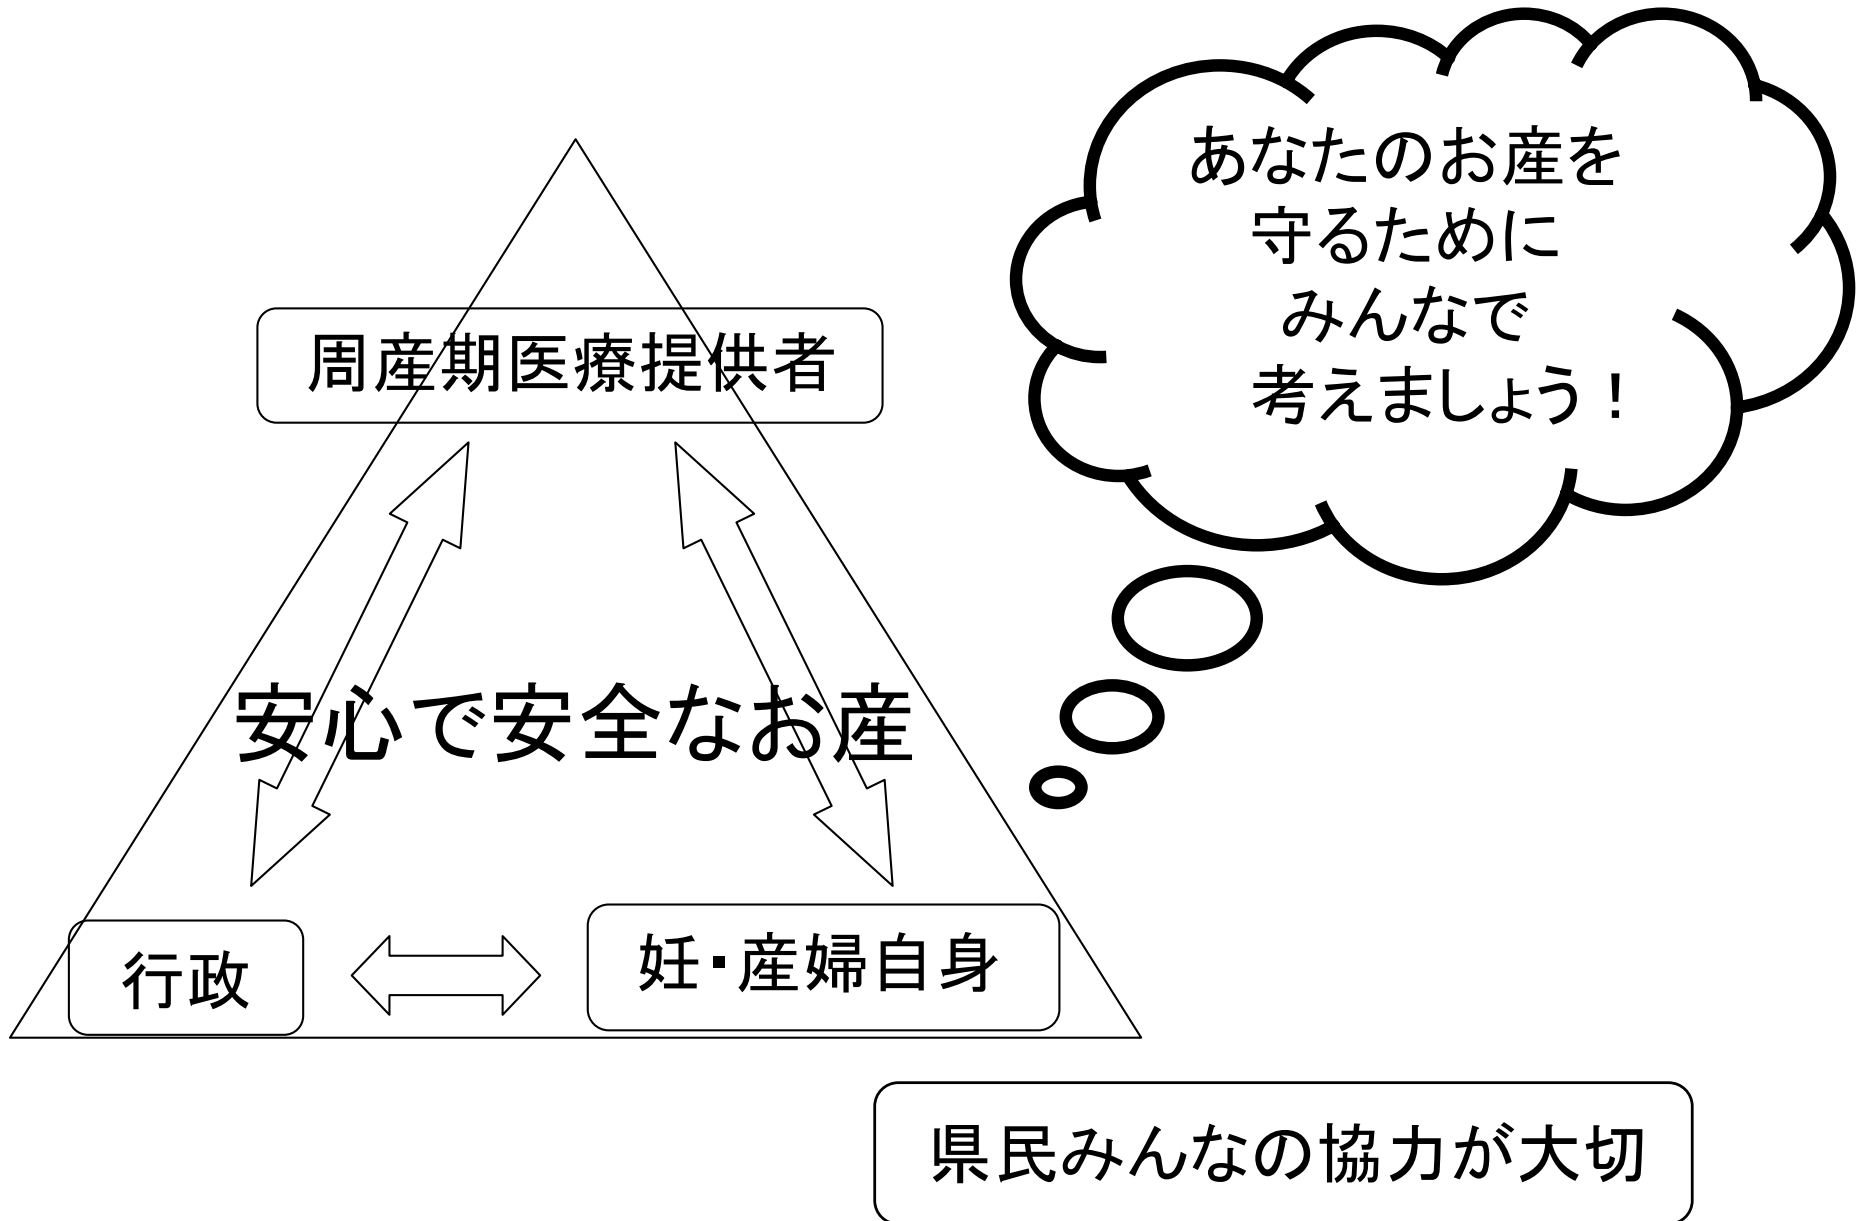 あなたのお産を
守るために
みんなで
考えましょう！
周産期医療提供者
安心で安全なお産
行政
妊・産婦自身
県民みんなの協力が大切